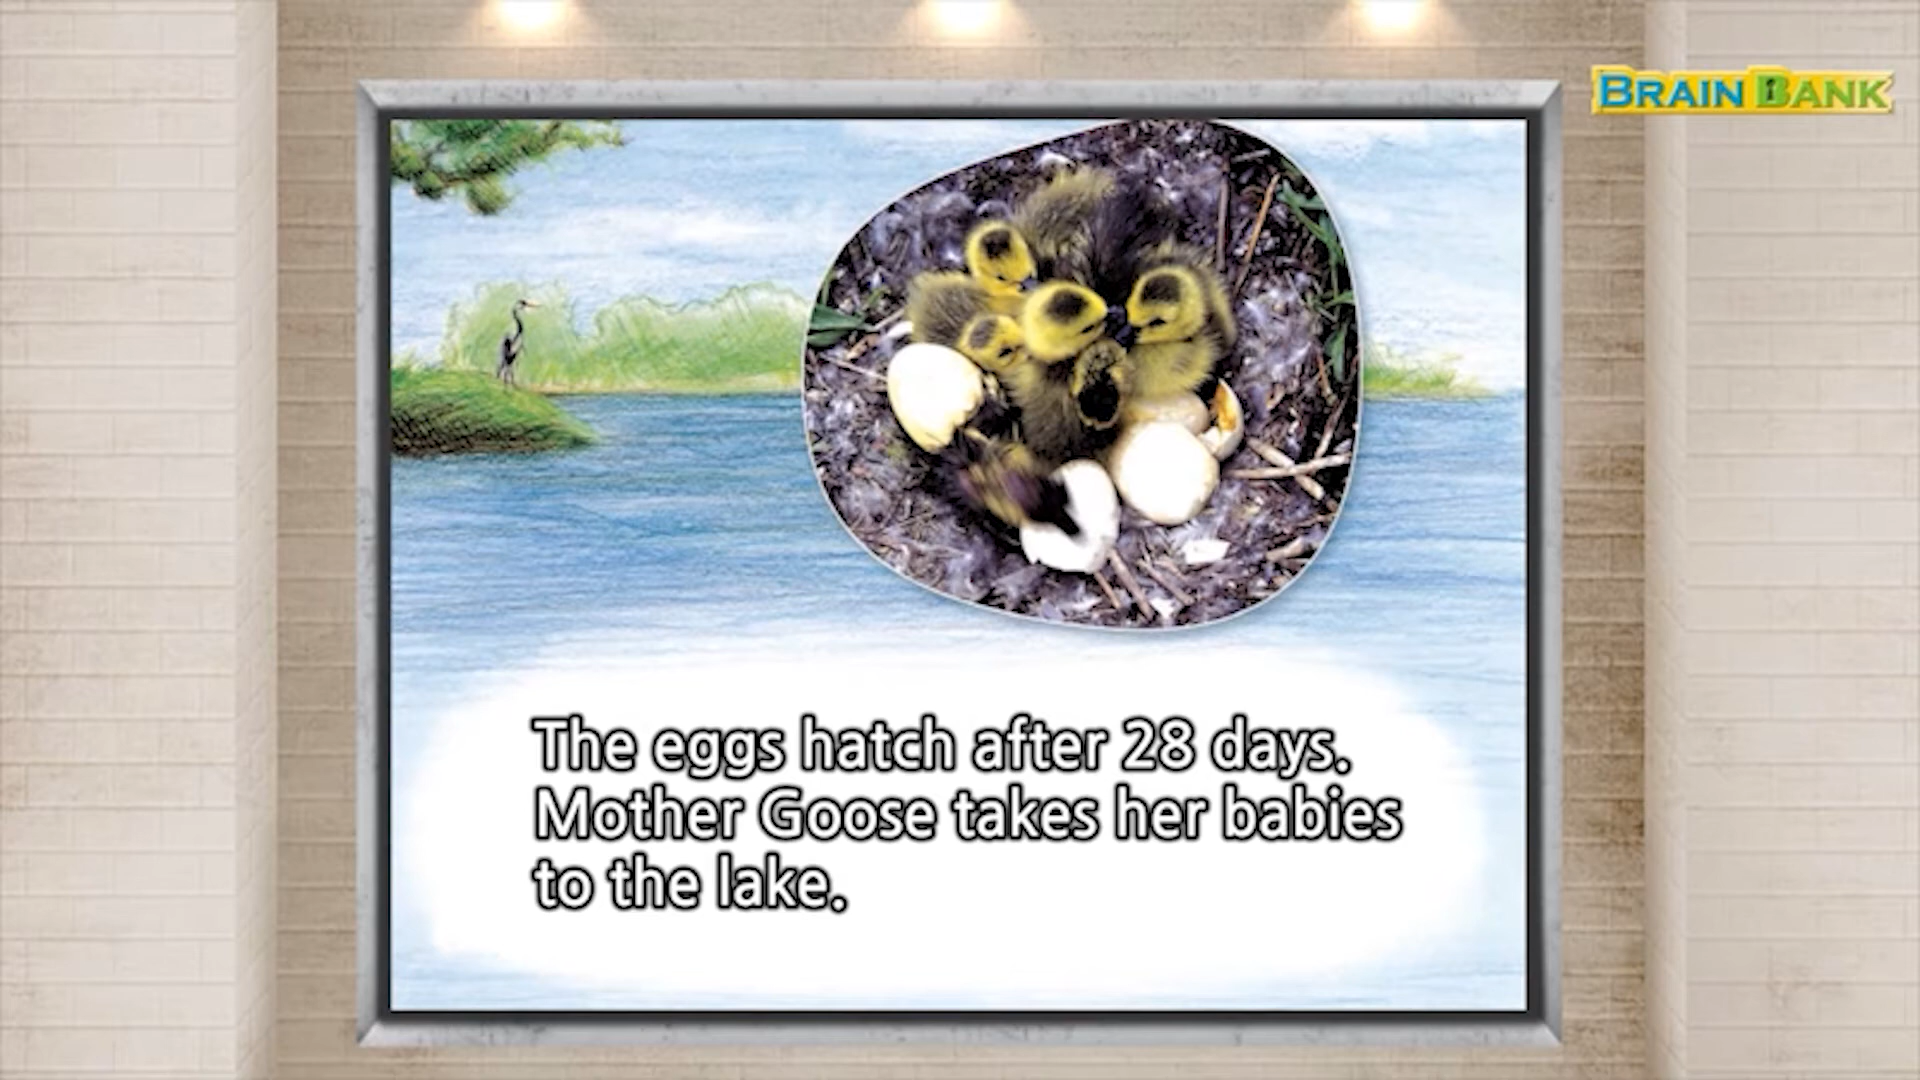 BRAIN BANK
The eggs hatch after 28 days.
Mother Goose takes her babies
to the lake.